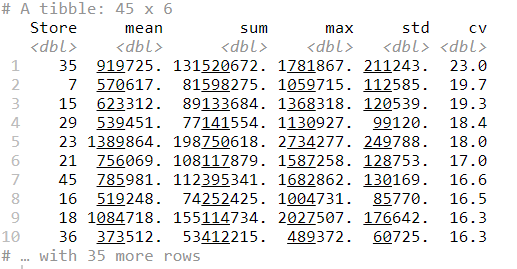 # A tibble: 45 x 6
Store mean sum max std cv
<dbl> <dbl> <dbl> <dbl> <dbl> <dbl>
1 35 919725. 131520672. 1781867. 211243. 23.0
2 7 570617. 81598275. 1059715. 112585. 19.7
3 15 623312. 89133684. 1368318. 120539. 19.3
4 29 539451. 77141554. 1130927. 99120. 18.4
5 23 1389864. 198750618. 2734277. 249788. 18.0
6 21 756069. 108117879. 1587258. 128753. 17.0
7 45 785981. 112395341. 1682862. 130169. 16.6
8 16 519248. 74252425. 1004731. 85770. 16.5
9 18 1084718. 155114734. 2027507. 176642. 16.3
10 36 373512. 53412215. 489372. 60725. 16.3
# … with 35 more rows